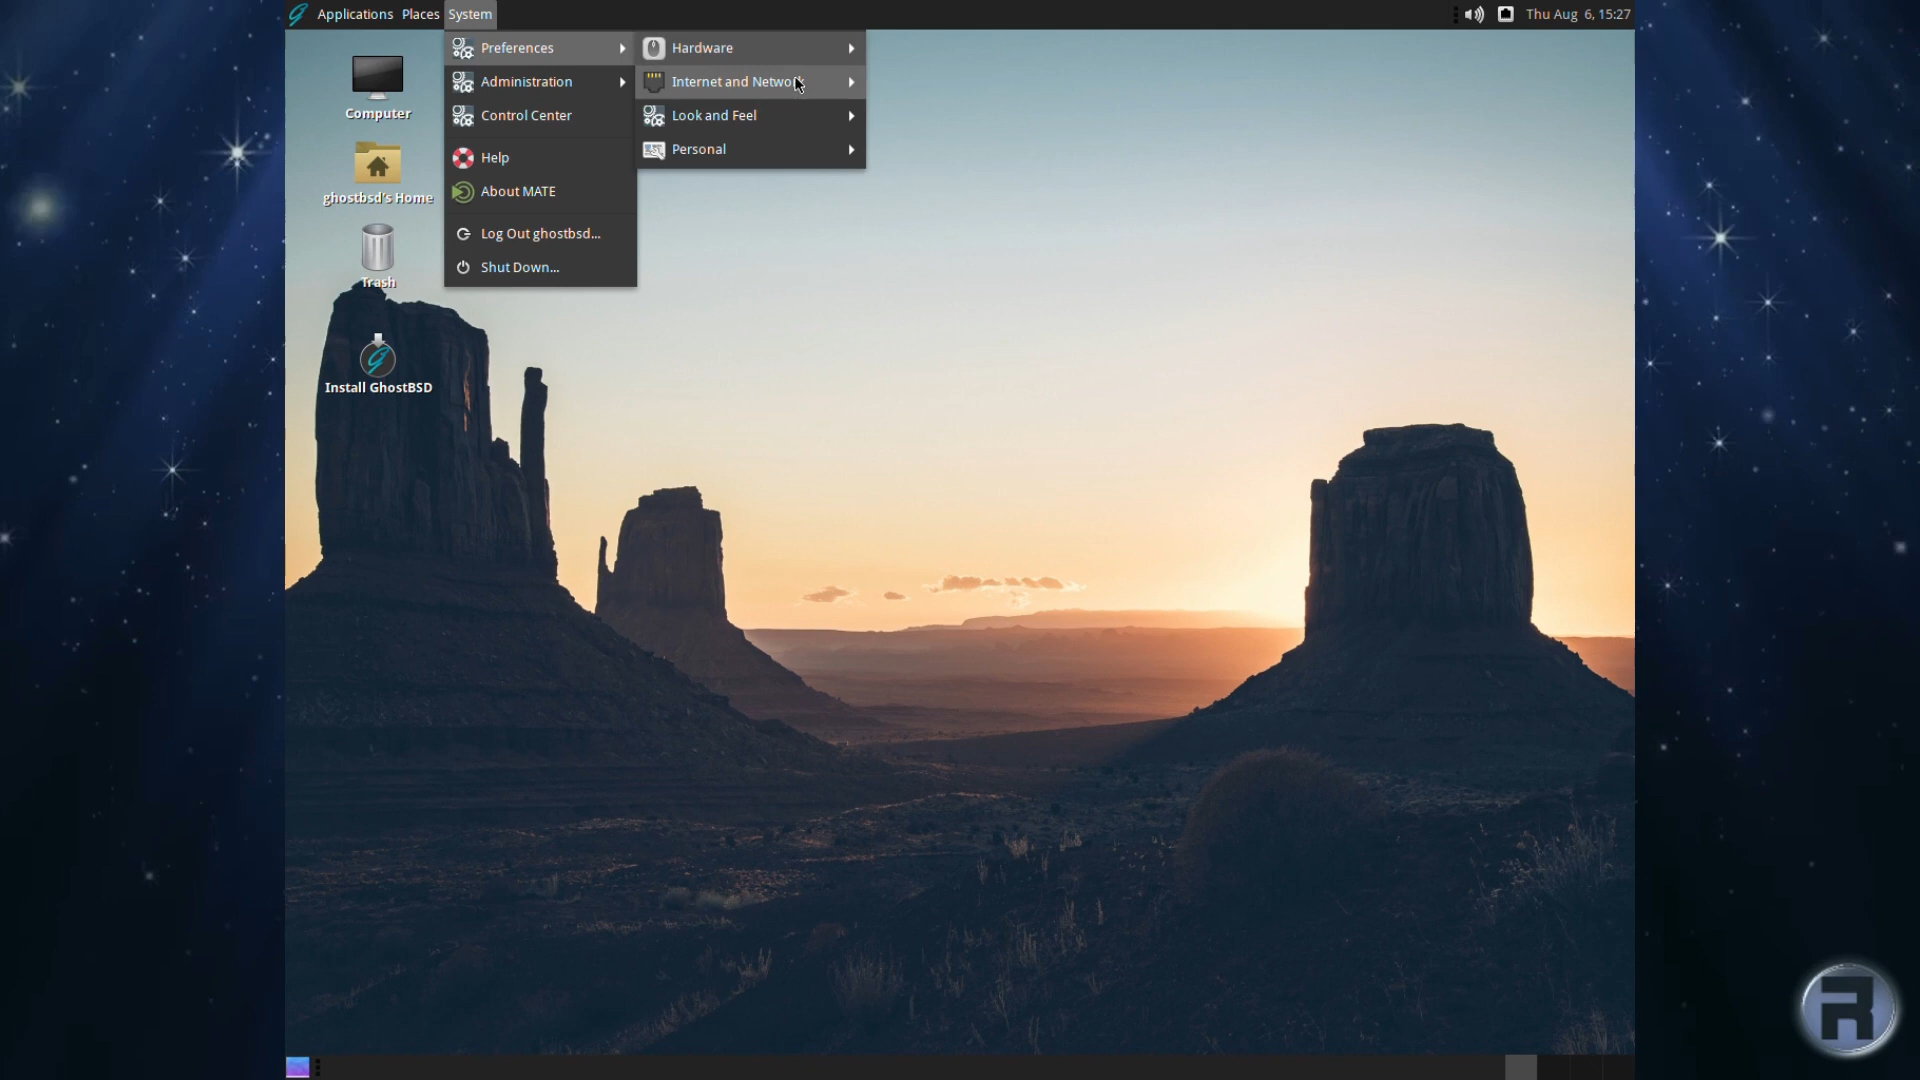 Applications Places System
Thu Aug 6, 15:27
Preferences
Administration
Control Center
Help
About MATE
Log Out ghostbsd...
Shut Down...
Hardware
Internet and Network
Look and Feel
Personal
Computer
ghostbsd's Home
Trash
Install GhostBSD
R